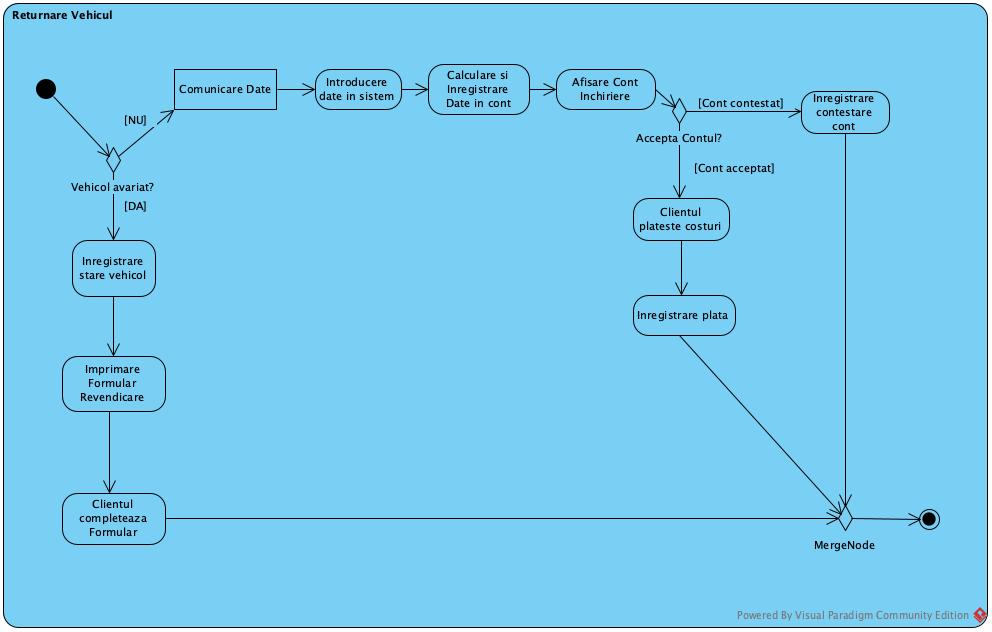 Returnare Vehicul
Comunicare Date
Introducere
date in sistem
Calculare si
Inregistrare
Date in cont
Afisare Cont
Inchiriere
[Cont contestat]
Inregistrare
contestare
cont
[NU]
Accepta Contul?
[Cont acceptat]
Vehicol avariat?
[DA]
Clientul
plateste costuri
Inregistrare
stare vehicol
Inregistrare plata
Imprimare
Formular
Revendicare
Clientul
completeaza
Formular
MergeNode
Powered By Visual Paradigm Community Edition